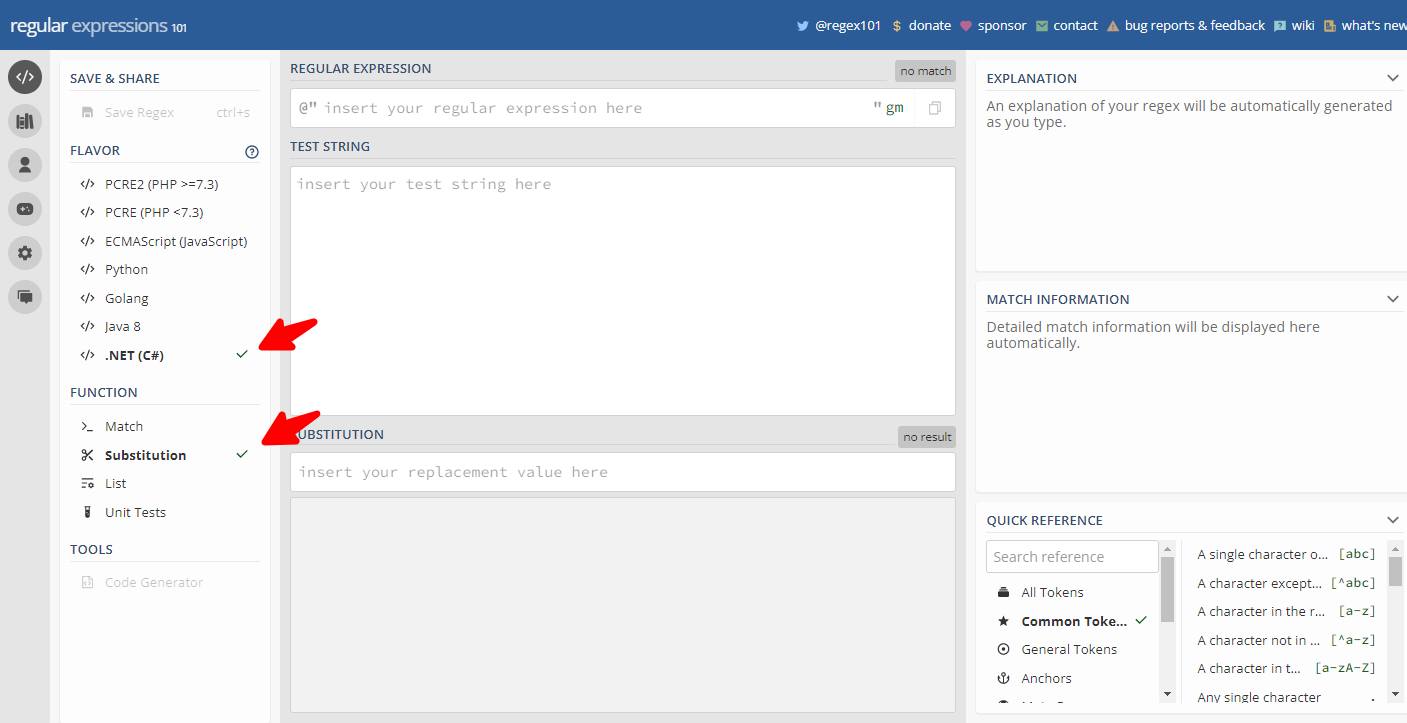 regular expressions 101
@regex101 $ donate sponsor contact bug reports & feedback wiki what's new
SAVE & SHARE
Save Regex ctrl+s
FLAVOR
PCRE2 (PHP >=7.3)
PCRE (PHP <7.3)
ECMAScript (JavaScript)
Python
Golang
Java 8
.NET (C#)
FUNCTION
Match
Substitution
List
Unit Tests
TOOLS
Code Generator
REGULAR EXPRESSION
no match
@" insert your regular expression here " gm
TEST STRING
insert your test string here
UBSTITUTION
no result
insert your replacement value here
EXPLANATION
An explanation of your regex will be automatically generated
as you type.
MATCH INFORMATION
Detailed match information will be displayed here
automatically.
QUICK REFERENCE
Search reference
All Tokens
Common Toke...
General Tokens
Anchors
A single character o... [abc]
A character except... [^abc]
A character in the r... [a-z]
A character not in ... [^a-z]
A character in t... [a-zA-Z]
Any single character .